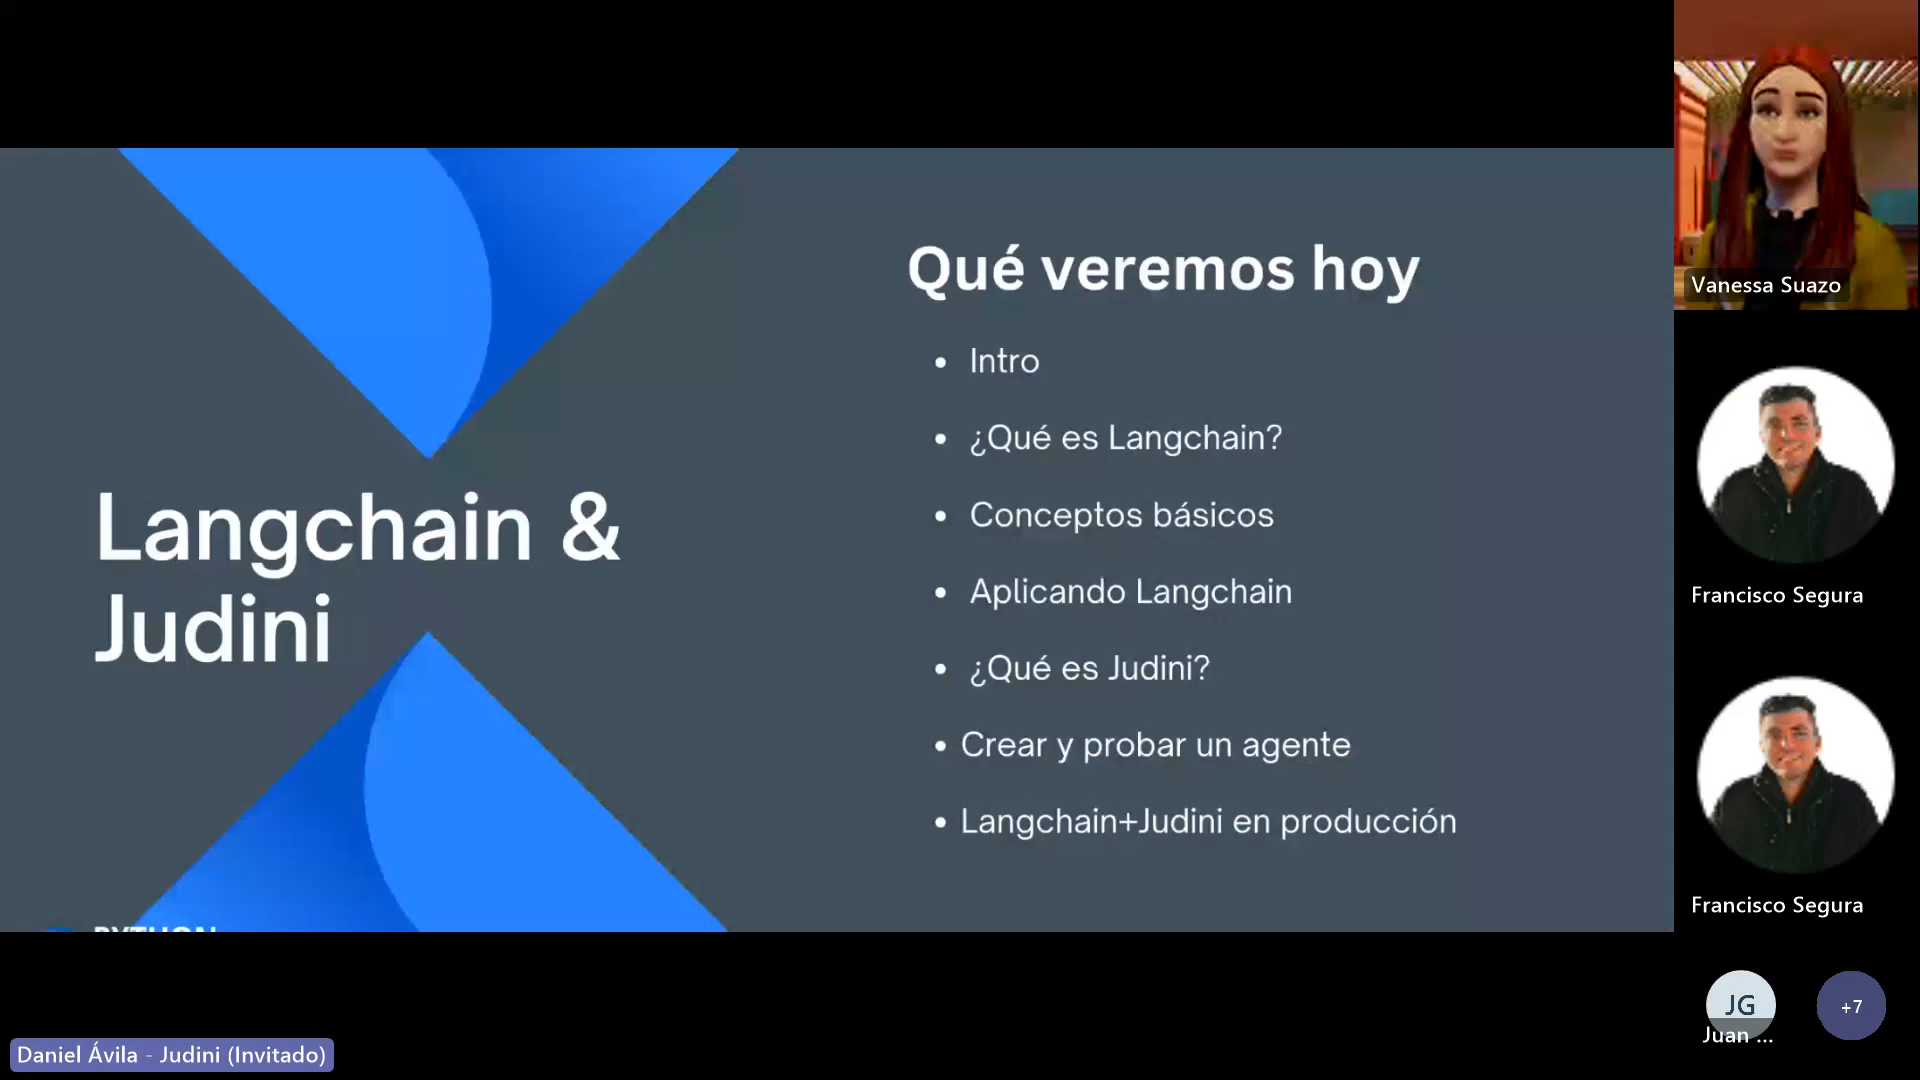 Langchain &
Judini
Qué veremos hoy
• Intro
• ¿Qué es Langchain?
• Conceptos básicos
• Aplicando Langchain
• ¿Qué es Judini?
• Crear y probar un agente
• Langchain+Judini en producción
PYTHON
Vanessa Suazo
Francisco Segura
Francisco Segura
JG
Juan ...
+7
Daniel Ávila - Judini (Invitado)